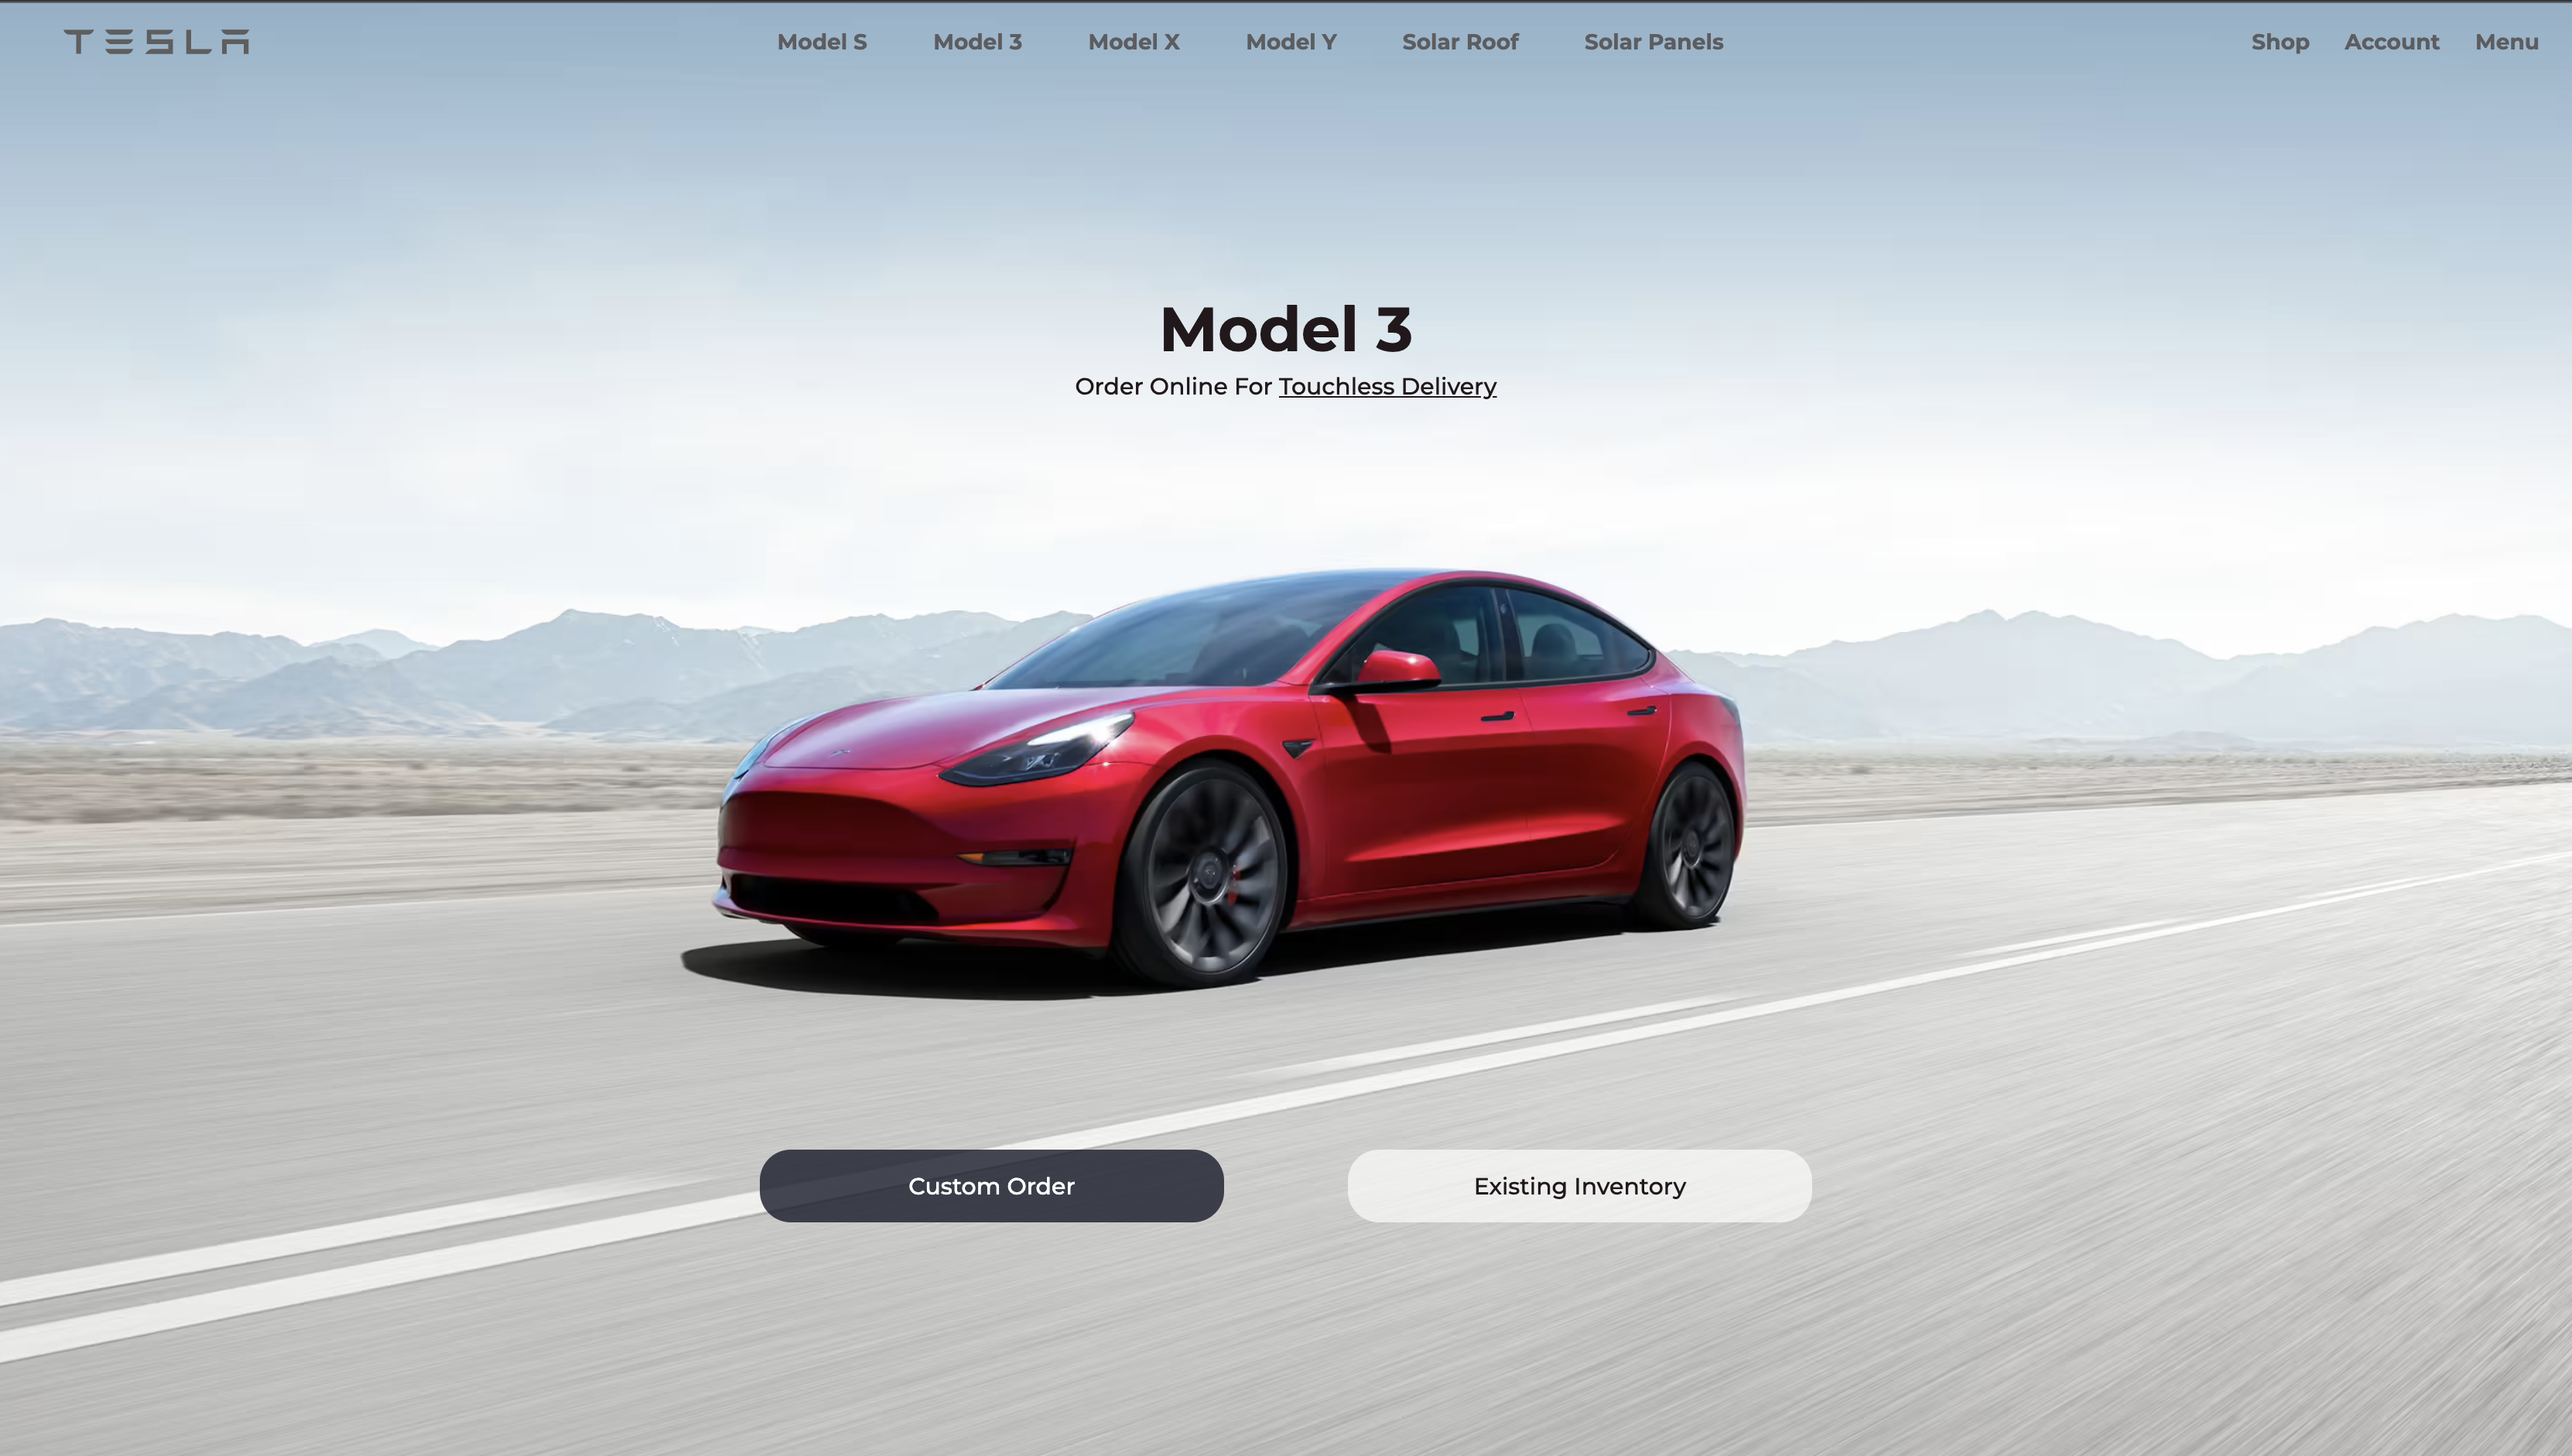 TESLA Model S Model 3 Model X Model Y Solar Roof Solar Panels Shop Account Menu
Model 3
Order Online For Touchless Delivery
Custom Order Existing Inventory